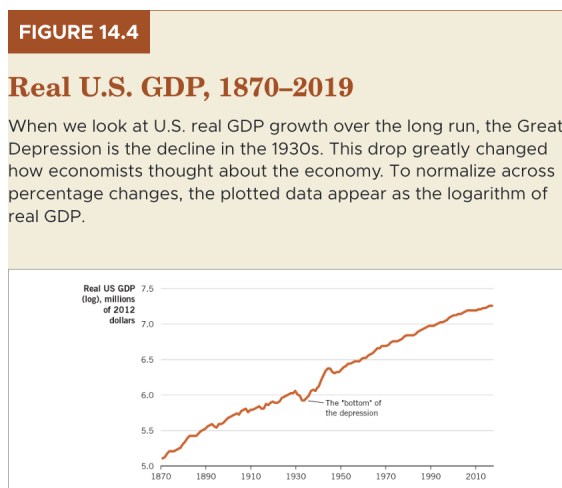 FIGURE 14.4
Real U.S. GDP, 1870–2019
When we look at U.S. real GDP growth over the long run, the Great
Depression is the decline in the 1930s. This drop greatly changed
how economists thought about the economy. To normalize across
percentage changes, the plotted data appear as the logarithm of
real GDP.
Real US GDP
(log), millions
of 2012
dollars
7.5
7.0
6.5
6.0
5.5
5.0
The "bottom" of
the depression
1870 1890 1910 1930 1950 1970 1990 2010